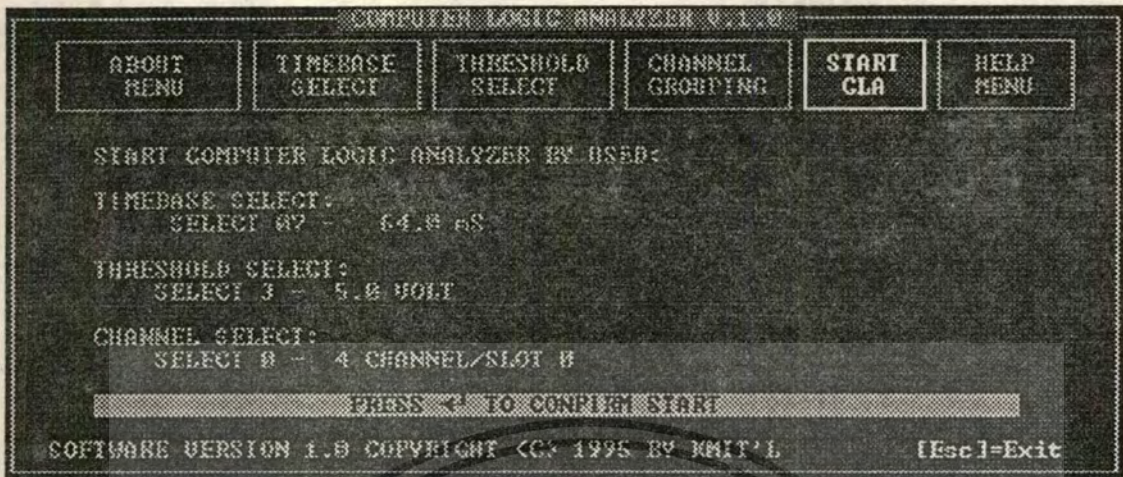 COMPUTER LOGIC ANALYZER V.1.0
ABOUT MENU
TIMEBASE SELECT
THRESHOLD SELECT
CHANNEL GROUPING
START CLA
HELP MENU
START COMPUTER LOGIC ANALYZER BY USED:
TIMEBASE SELECT:
SELECT 07 - 64.0 mS
THRESHOLD SELECT:
SELECT 3 - 5.0 VOLT
CHANNEL SELECT:
SELECT 0 - 4 CHANNEL/SLOT 0
PRESS ↵ TO CONFIRM START
SOFTWARE VERSION 1.0 COPYRIGHT (C) 1995 BY KMIT'L [Esc]=Exit